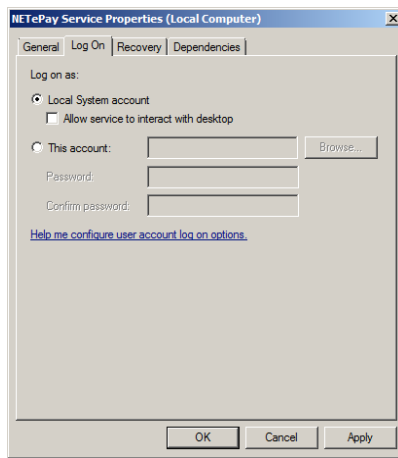 NETePay Service Properties (Local Computer)
General Log On Recovery Dependencies
Log on as:
Local System account
Allow service to interact with desktop
This account: Browse...
Password:
Confirm password:
Help me configure user account log on options.
OK Cancel Apply